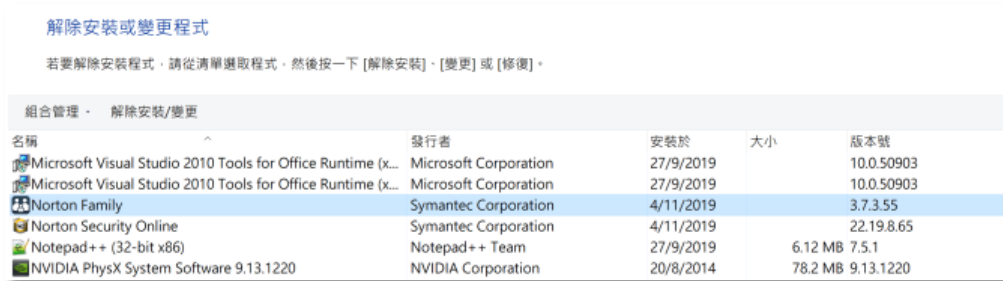 解除安裝或變更程式
若要解除安裝程式，請從清單選取程式，然後按一下 [解除安裝]、[變更] 或 [修復]。
組合管理 解除安裝/變更
名稱 發行者 安裝於 大小 版本號
Microsoft Visual Studio 2010 Tools for Office Runtime (x... Microsoft Corporation 27/9/2019 10.0.50903
Microsoft Visual Studio 2010 Tools for Office Runtime (x... Microsoft Corporation 27/9/2019 10.0.50903
Norton Family Symantec Corporation 4/11/2019 3.7.3.55
Norton Security Online Symantec Corporation 4/11/2019 22.19.8.65
Notepad++ (32-bit x86) Notepad++ Team 27/9/2019 6.12 MB 7.5.1
NVIDIA PhysX System Software 9.13.1220 NVIDIA Corporation 20/8/2014 78.2 MB 9.13.1220